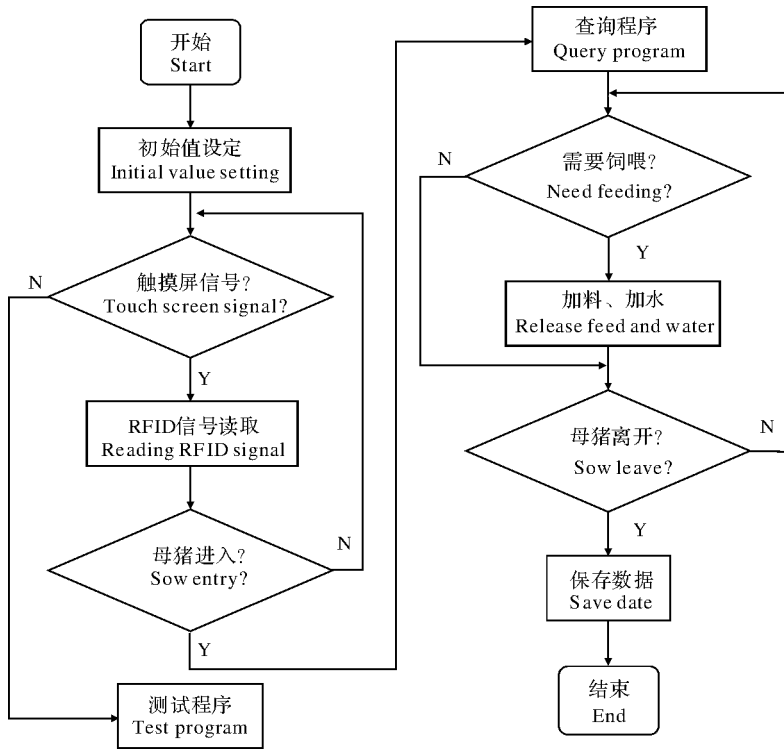 开始
Start
初始值设定
Initial value setting
触摸屏信号?
Touch screen signal?
N
Y
RFID信号读取
Reading RFID signal
母猪进入?
Sow entry?
N
Y
测试程序
Test program
查询程序
Query program
需要饲喂?
Need feeding?
N
Y
加料、加水
Release feed and water
母猪离开?
Sow leave?
N
Y
保存数据
Save date
结束
End